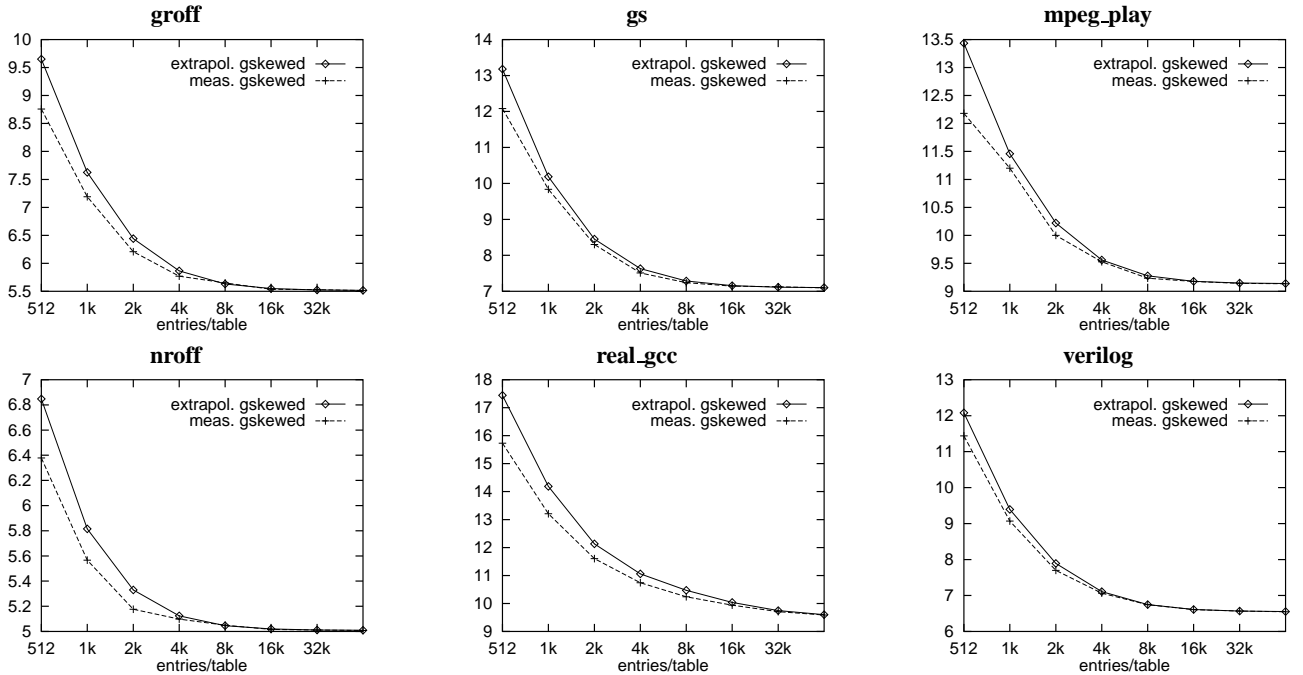 groff
10
9.5
9
8.5
8
7.5
7
6.5
6
5.5
512 1k 2k 4k 8k 16k 32k
entries/table
extrapol. gskewed
meas. gskewed
gs
14
13
12
11
10
9
8
7
512 1k 2k 4k 8k 16k 32k
entries/table
extrapol. gskewed
meas. gskewed
mpeg_play
13.5
13
12.5
12
11.5
11
10.5
10
9.5
9
512 1k 2k 4k 8k 16k 32k
entries/table
extrapol. gskewed
meas. gskewed
nroff
7
6.8
6.6
6.4
6.2
6
5.8
5.6
5.4
5.2
5
512 1k 2k 4k 8k 16k 32k
entries/table
extrapol. gskewed
meas. gskewed
real_gcc
18
17
16
15
14
13
12
11
10
9
512 1k 2k 4k 8k 16k 32k
entries/table
extrapol. gskewed
meas. gskewed
verilog
13
12
11
10
9
8
7
6
512 1k 2k 4k 8k 16k 32k
entries/table
extrapol. gskewed
meas. gskewed